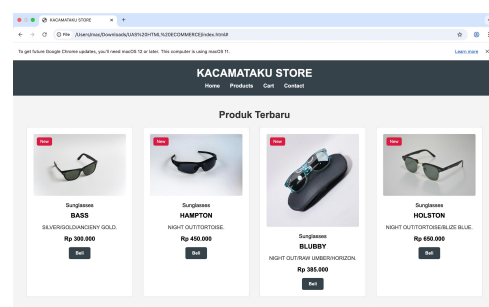 KACAMATAKU STORE
File /Users/mac/Downloads/UAS%20HTML%20ECOMMERCE/index.html#
To get future Google Chrome updates, you'll need macOS 12 or later. This computer is using macOS 11.
Learn more
KACAMATAKU STORE
Home Products Cart Contact
Produk Terbaru
New
Sunglasses
BASS
SILVER/GOLD/ANCIENY GOLD.
Rp 300.000
Beli
New
Sunglasses
HAMPTON
NIGHT OUT/TORTOISE.
Rp 450.000
Beli
New
Sunglasses
BLUBBY
NIGHT OUT/RAW UMBER/HORIZON.
Rp 385.000
Beli
New
Sunglasses
HOLSTON
NIGHT OUT/TORTOISE/BLIZE BLUE.
Rp 650.000
Beli